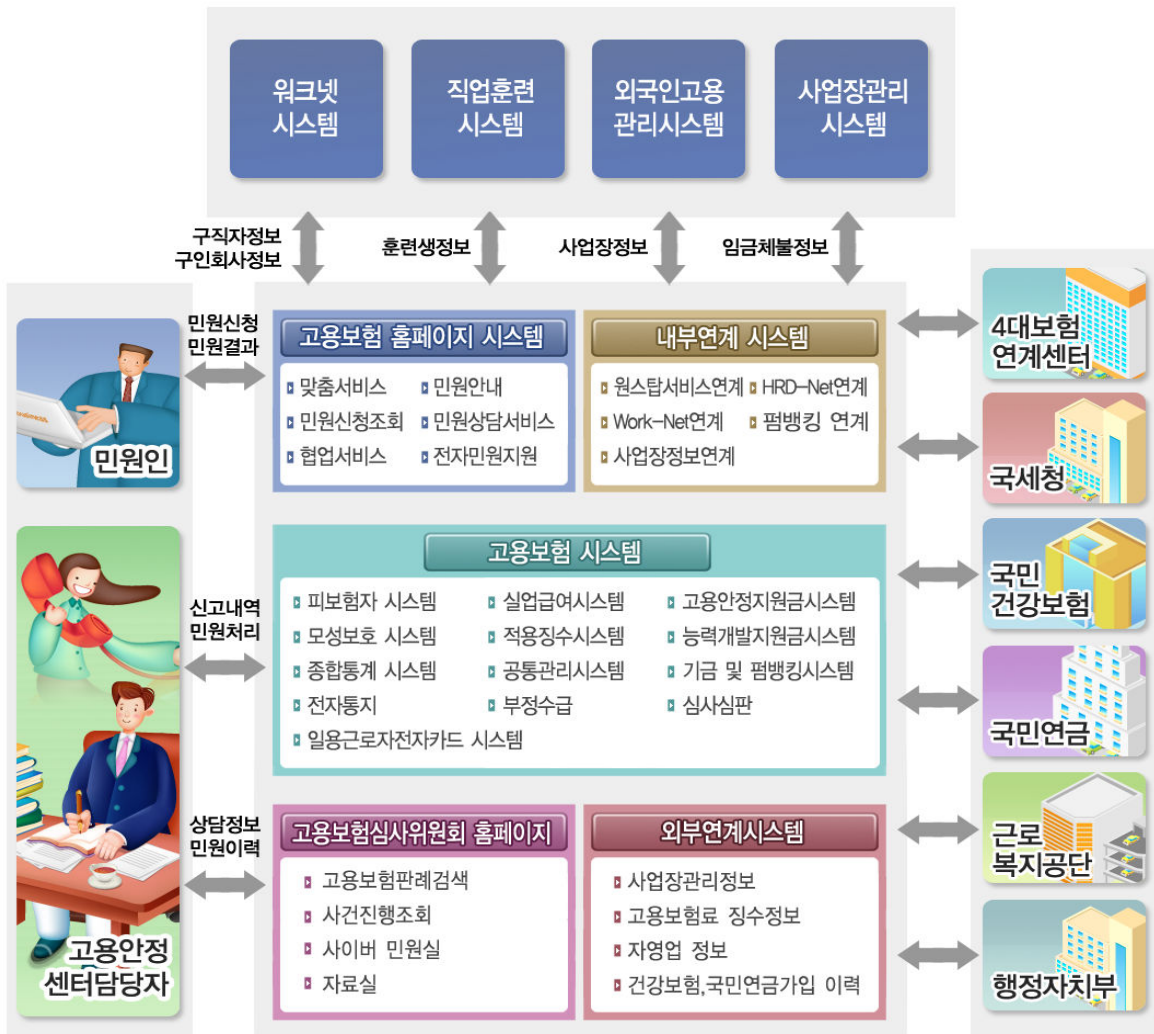 워크넷
시스템
직업훈련
시스템
외국인고용
관리시스템
사업장관리
시스템
구직자정보
구인회사정보
훈련생정보
사업장정보
임금체불정보
민원신청
민원결과
민원인
신고내역
민원처리
상담정보
민원이력
고용안정
센터담당자
고용보험 홈페이지 시스템
맞춤서비스
민원안내
민원신청조회
민원상담서비스
협업서비스
전자민원지원
내부연계 시스템
원스탑서비스연계
HRD-Net연계
Work-Net연계
펌뱅킹 연계
사업장정보연계
고용보험 시스템
피보험자 시스템
실업급여시스템
고용안정지원금시스템
모성보호 시스템
적용징수시스템
능력개발지원금시스템
종합통계 시스템
공통관리시스템
기금 및 펌뱅킹시스템
전자통지
부정수급
심사심판
일용근로자전자카드 시스템
고용보험심사위원회 홈페이지
고용보험판례검색
사건진행조회
사이버 민원실
자료실
외부연계시스템
사업장관리정보
고용보험료 징수정보
자영업 정보
건강보험,국민연금가입 이력
4대보험
연계센터
국세청
국민
건강보험
국민연금
근로
복지공단
행정자치부